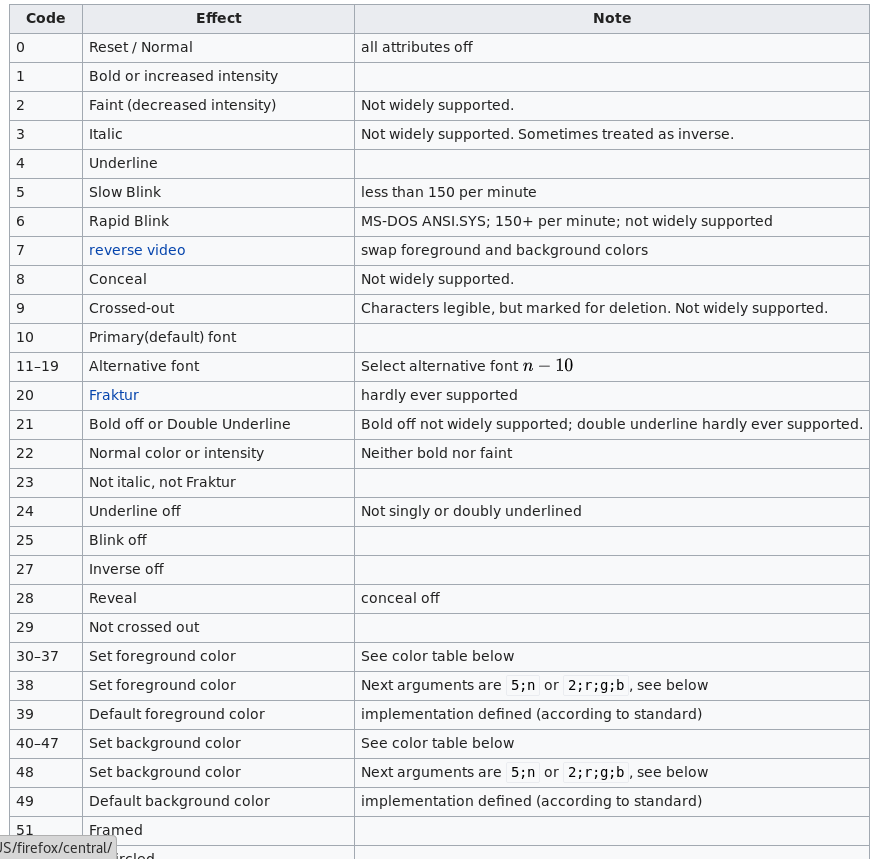 Code Effect Note
0 Reset / Normal all attributes off
1 Bold or increased intensity
2 Faint (decreased intensity) Not widely supported.
3 Italic Not widely supported. Sometimes treated as inverse.
4 Underline
5 Slow Blink less than 150 per minute
6 Rapid Blink MS-DOS ANSI.SYS; 150+ per minute; not widely supported
7 reverse video swap foreground and background colors
8 Conceal Not widely supported.
9 Crossed-out Characters legible, but marked for deletion. Not widely supported.
10 Primary(default) font
11–19 Alternative font Select alternative font n − 10
20 Fraktur hardly ever supported
21 Bold off or Double Underline Bold off not widely supported; double underline hardly ever supported.
22 Normal color or intensity Neither bold nor faint
23 Not italic, not Fraktur
24 Underline off Not singly or doubly underlined
25 Blink off
27 Inverse off
28 Reveal conceal off
29 Not crossed out
30–37 Set foreground color See color table below
38 Set foreground color Next arguments are 5;n or 2;r;g;b, see below
39 Default foreground color implementation defined (according to standard)
40–47 Set background color See color table below
48 Set background color Next arguments are 5;n or 2;r;g;b, see below
49 Default background color implementation defined (according to standard)
51 Framed
US/firefox/central/